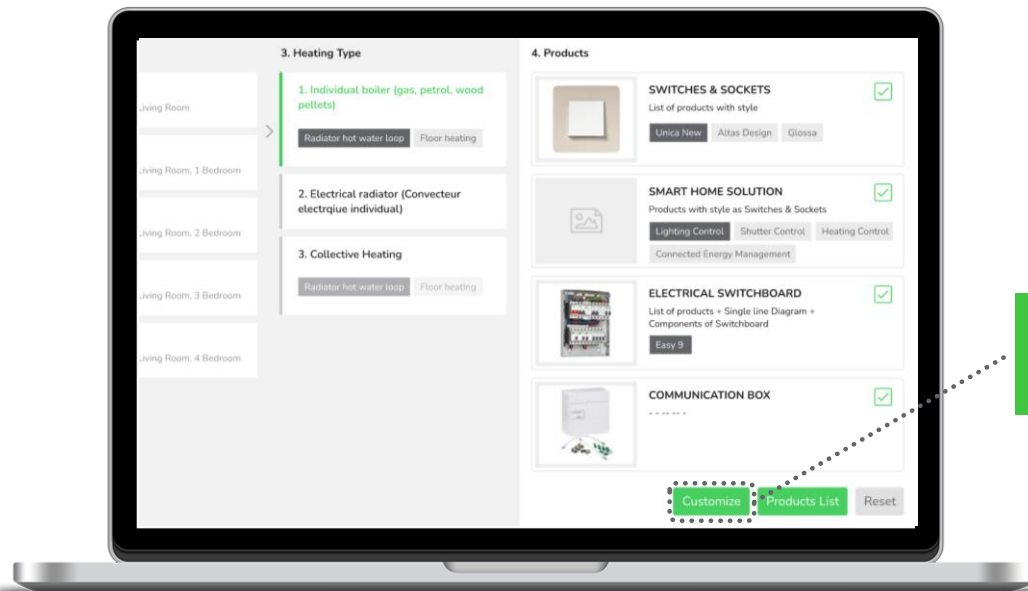 Living Room
Living Room, 1 Bedroom
Living Room, 2 Bedroom
Living Room, 3 Bedroom
Living Room, 4 Bedroom
3. Heating Type
1. Individual boiler (gas, petrol, wood
pellets)
Radiator hot water loop Floor heating
2. Electrical radiator (Convecteur
electrqiue individual)
3. Collective Heating
Radiator hot water loop Floor heating
4. Products
SWITCHES & SOCKETS
List of products with style
Unica New Altas Design Glossa
SMART HOME SOLUTION
Products with style as Switches & Sockets
Lighting Control Shutter Control Heating Control
Connected Energy Management
ELECTRICAL SWITCHBOARD
List of products + Single line Diagram +
Components of Switchboard
Easy 9
COMMUNICATION BOX
Customize Products List Reset